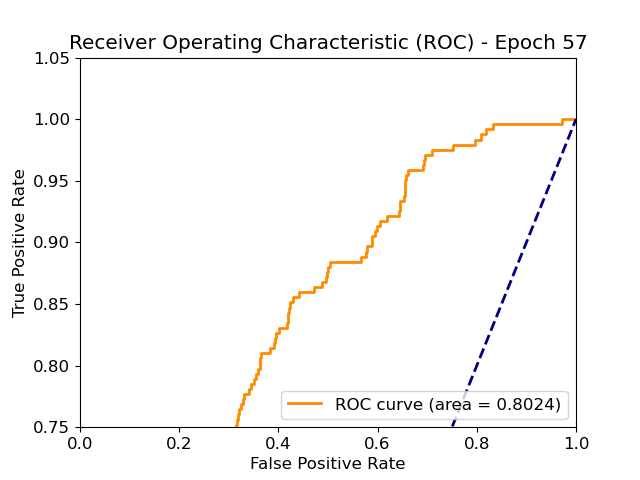 Receiver Operating Characteristic (ROC) - Epoch 57
True Positive Rate
1.05
1.00
0.95
0.90
0.85
0.80
0.75
ROC curve (area = 0.8024)
0.0 0.2 0.4 0.6 0.8 1.0
False Positive Rate